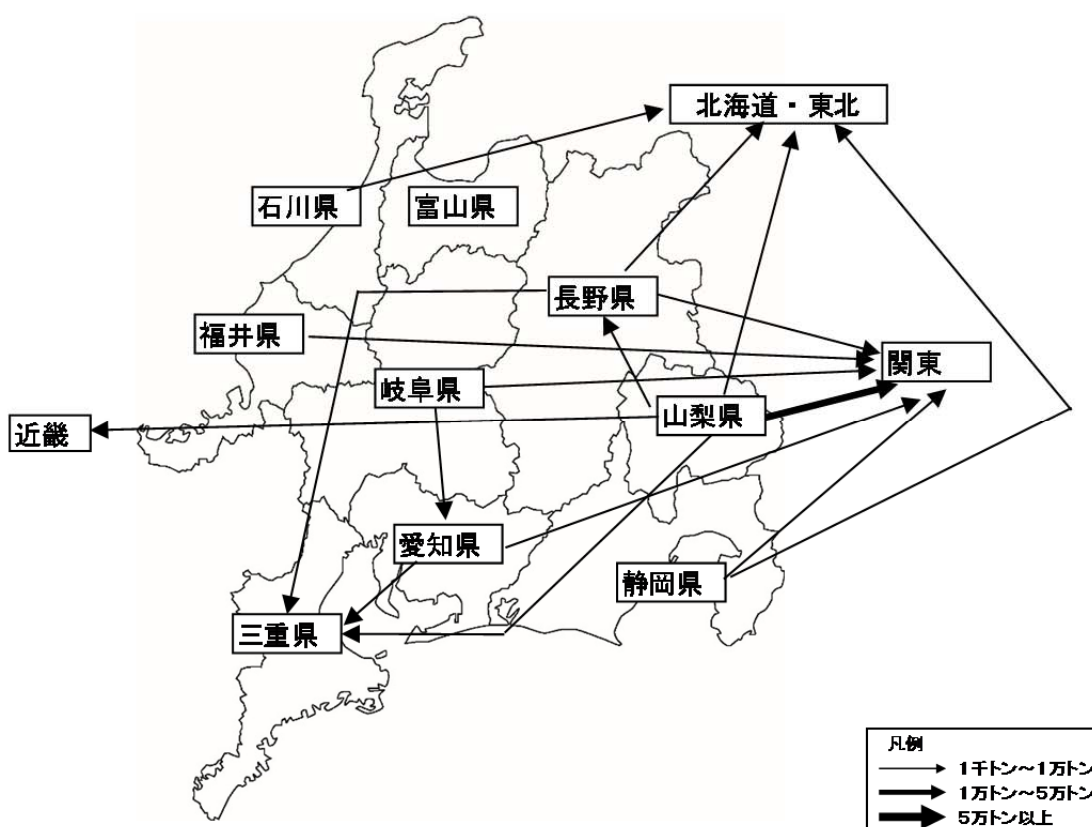 北海道・東北
石川県
富山県
長野県
福井県
関東
岐阜県
山梨県
近畿
愛知県
静岡県
三重県
凡例
1千トン～1万トン
1万トン～5万トン
5万トン以上